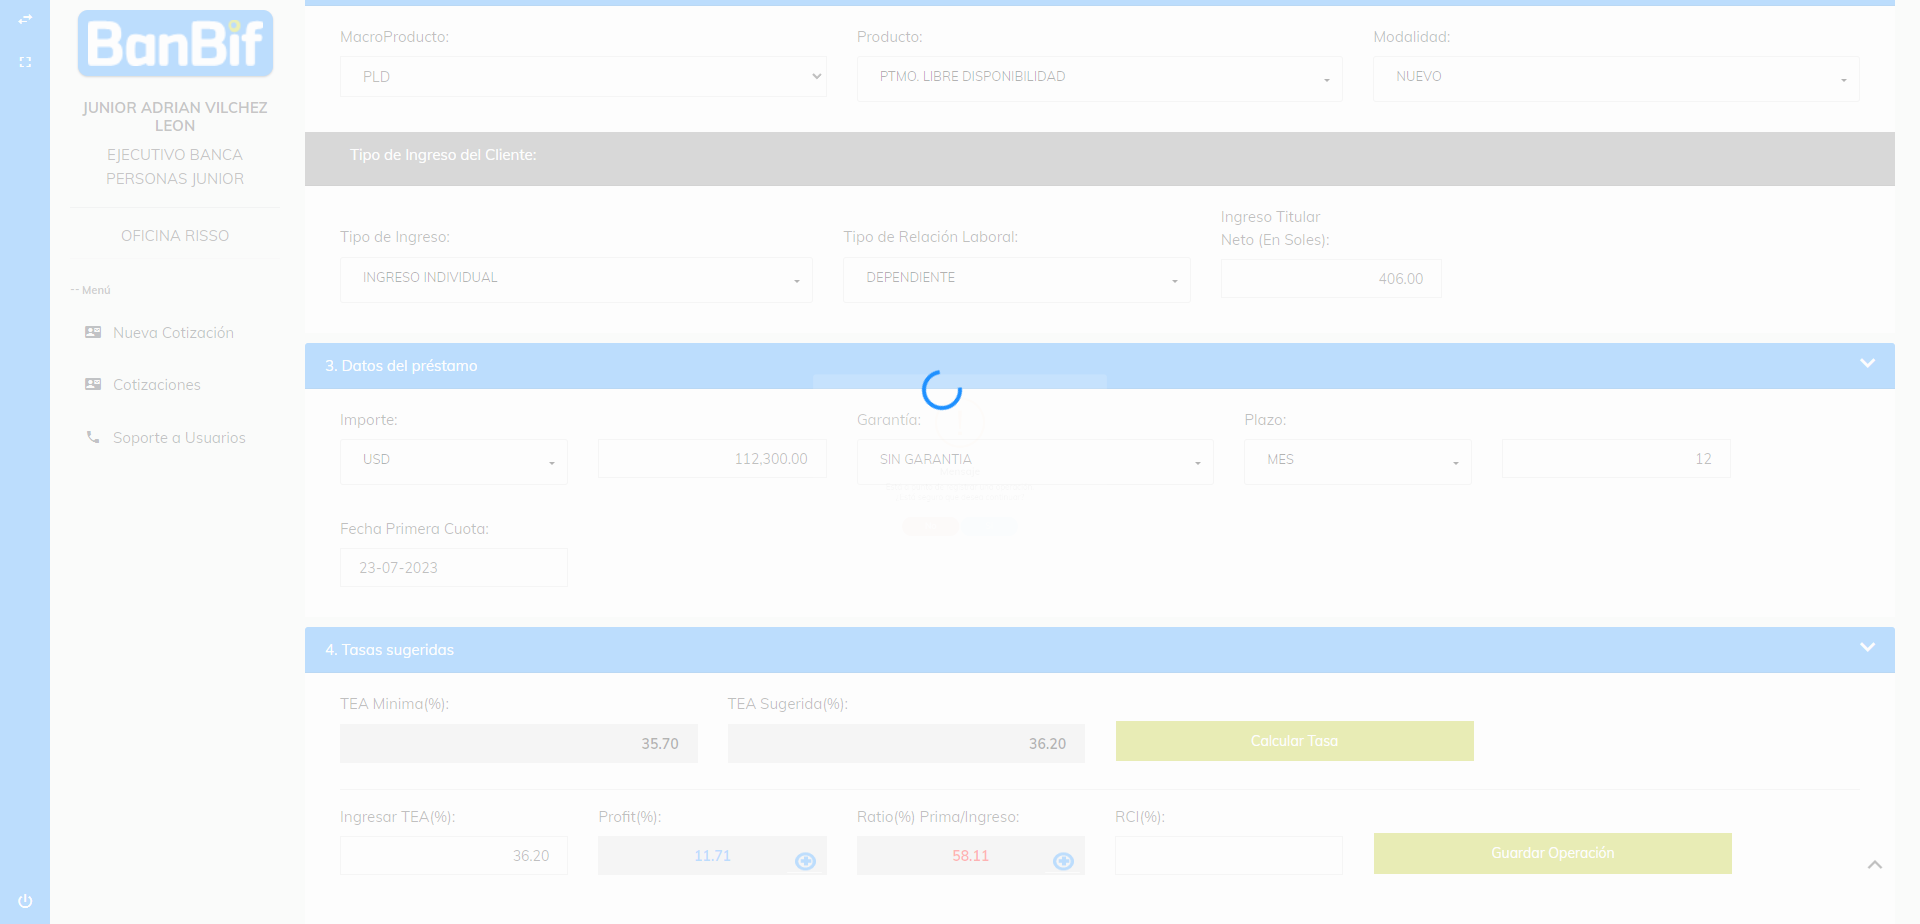 BanBif
JUNIOR ADRIAN VILCHEZ
LEON
EJECUTIVO BANCA
PERSONAS JUNIOR
OFICINA RISSO
-- Menú
Nueva Cotización
Cotizaciones
Soporte a Usuarios
MacroProducto:
Producto:
Modalidad:
PLD
PTMO. LIBRE DISPONIBILIDAD
NUEVO
Tipo de Ingreso del Cliente:
Tipo de Ingreso:
Tipo de Relación Laboral:
Ingreso Titular
Neto (En Soles):
INGRESO INDIVIDUAL
DEPENDIENTE
406.00
3. Datos del préstamo
Importe:
Garantía:
Plazo:
USD
112,300.00
SIN GARANTIA
MES
12
Fecha Primera Cuota:
23-07-2023
4. Tasas sugeridas
TEA Minima(%):
TEA Sugerida(%):
35.70
36.20
Calcular Tasa
Ingresar TEA(%):
Profit(%):
Ratio(%) Prima/Ingreso:
RCI(%):
36.20
11.71
58.11
Guardar Operación